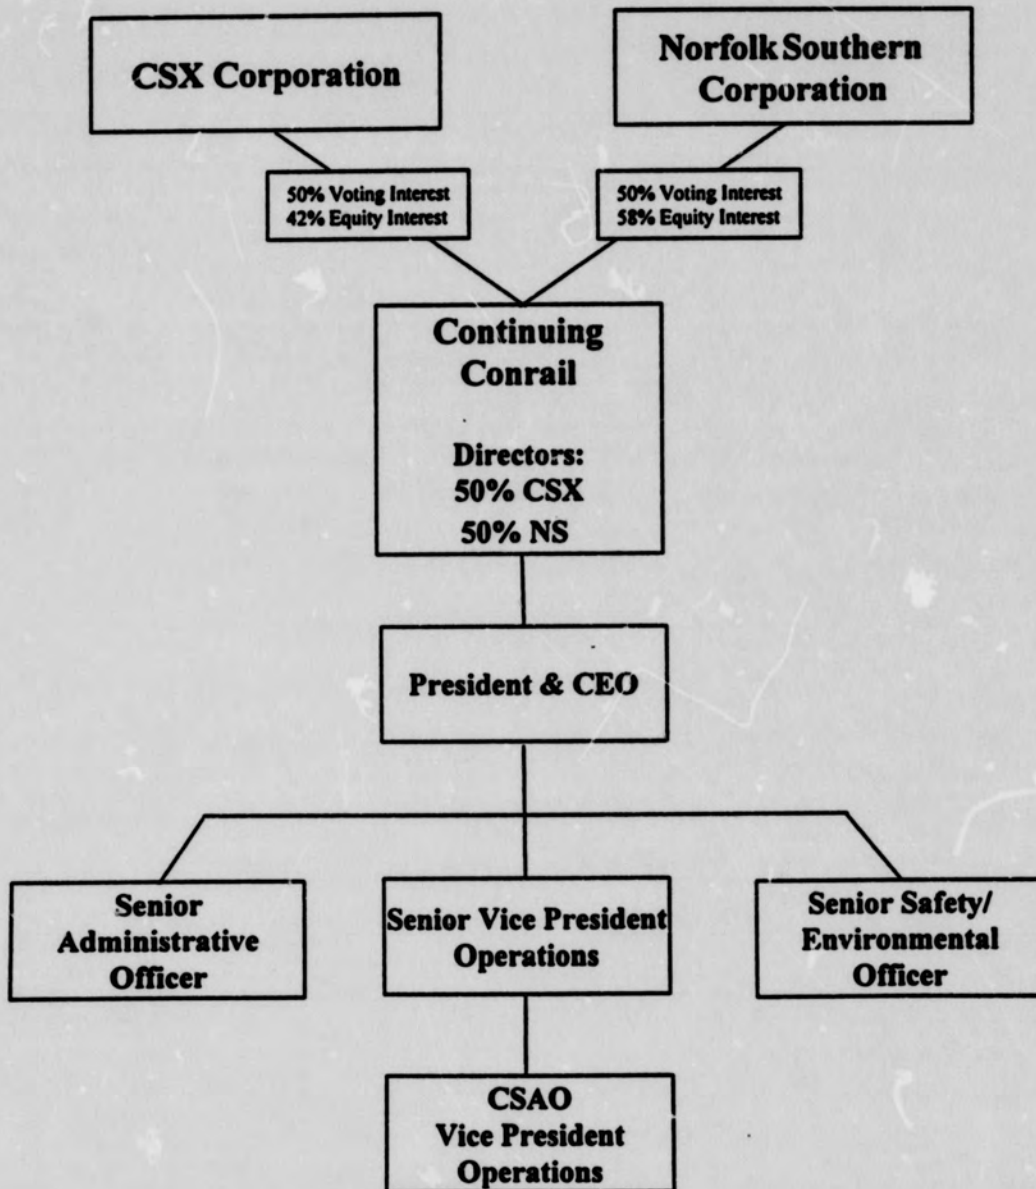 CSX Corporation
Norfolk Southern
Corporation
50% Voting Interest
42% Equity Interest
50% Voting Interest
58% Equity Interest
Continuing
Conrail
Directors:
50% CSX
50% NS
President & CEO
Senior
Administrative
Officer
Senior Vice President
Operations
Senior Safety/
Environmental
Officer
CSAO
Vice President
Operations